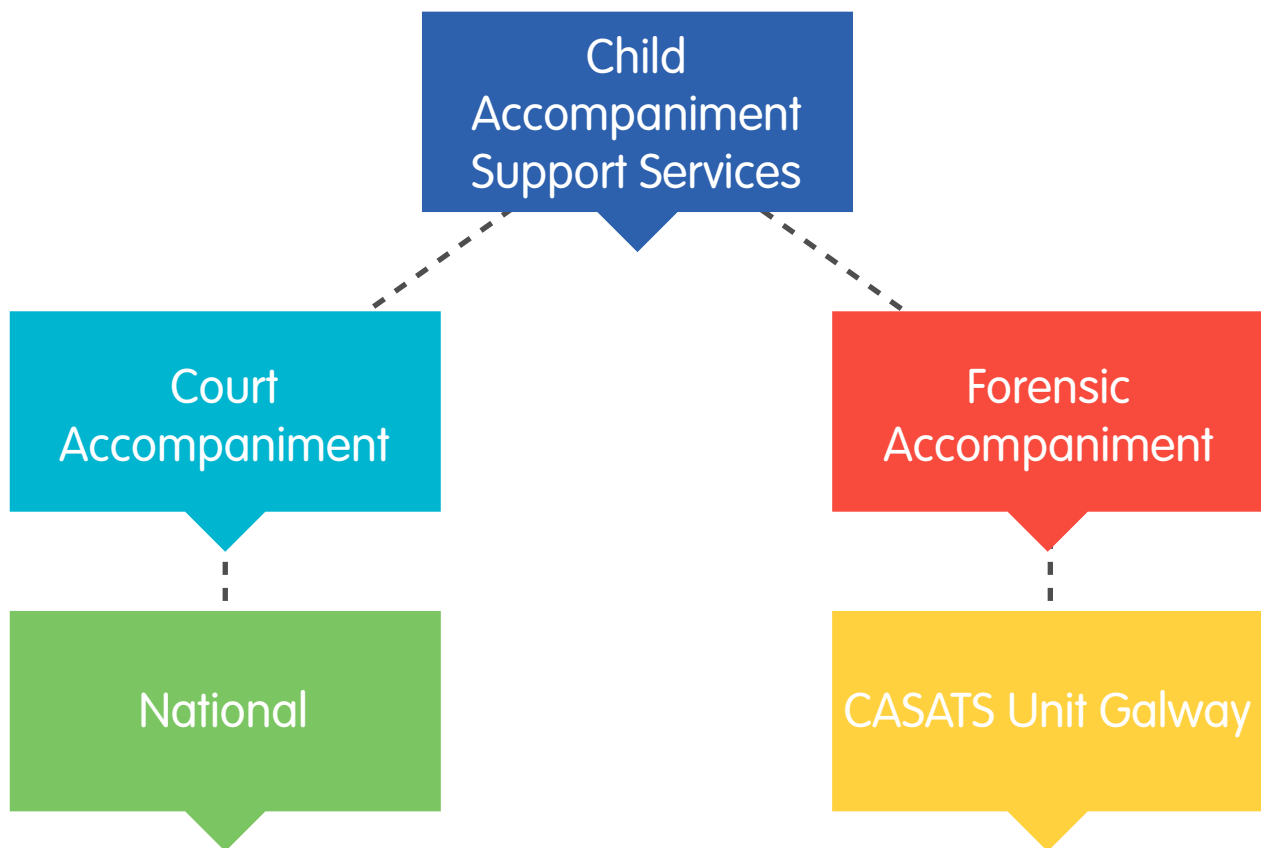 Child
Accompaniment
Support Services
Court
Accompaniment
Forensic
Accompaniment
National
CASATS Unit Galway